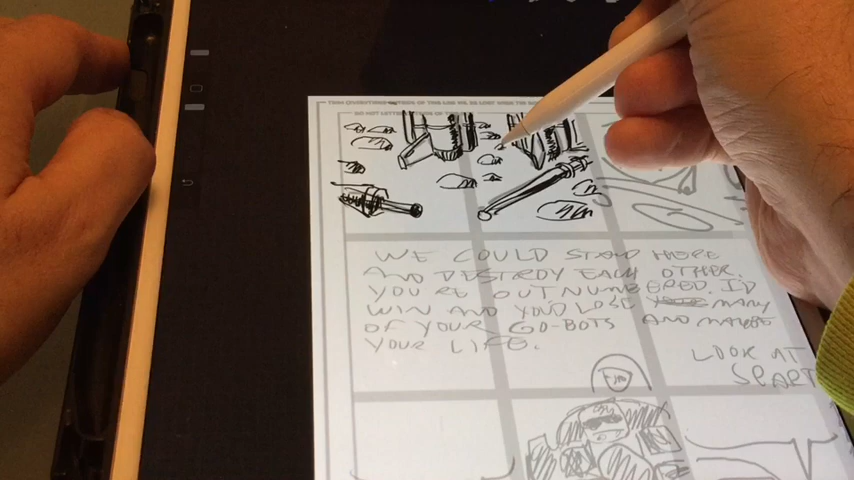 WE COULD STAND HERE
AND DESTROY EACH OTHER.
YOU'RE OUTNUMBERED. I'D
WIN AND YOU'D LOSE MANY
OF YOUR GO-BOTS AND MAYBE
YOUR LIFE.
LOOK AT